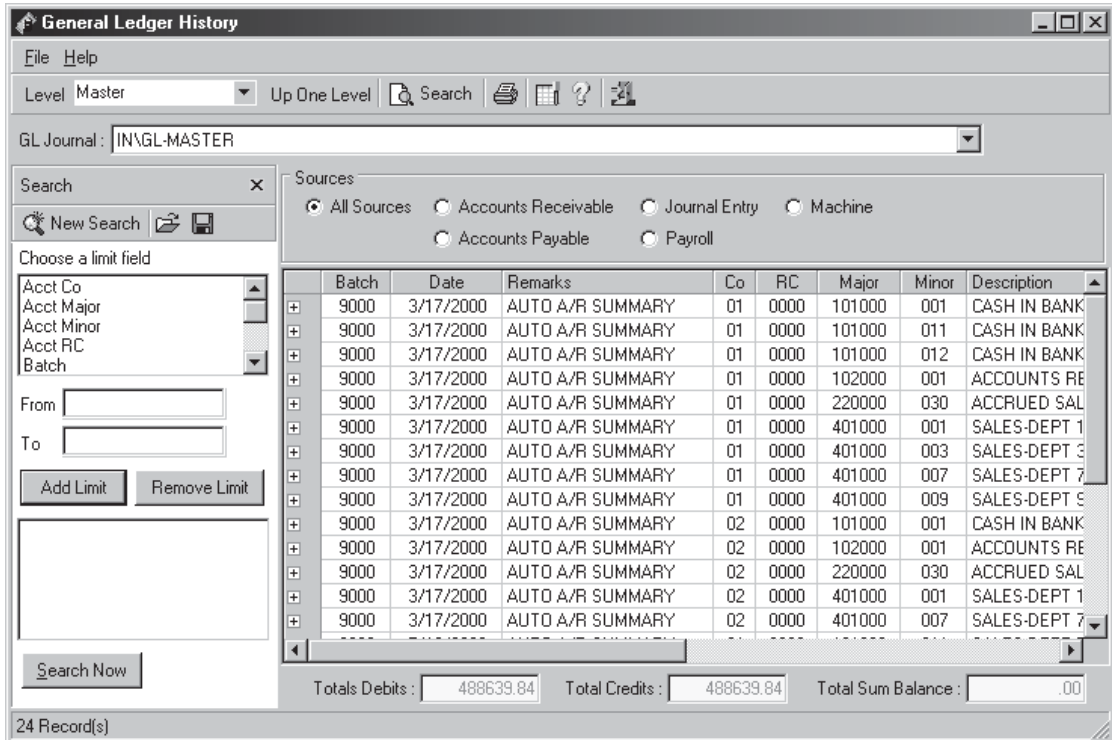 General Ledger History
File Help
Level Master Up One Level Search
GL Journal : IN\GL-MASTER
Search
New Search
Choose a limit field
Acct Co
Acct Major
Acct Minor
Acct RC
Batch
From
To
Add Limit Remove Limit
Search Now
Sources
All Sources Accounts Receivable Journal Entry Machine
Accounts Payable Payroll
Batch Date Remarks Co RC Major Minor Description
9000 3/17/2000 AUTO A/R SUMMARY 01 0000 101000 001 CASH IN BANK
9000 3/17/2000 AUTO A/R SUMMARY 01 0000 101000 011 CASH IN BANK
9000 3/17/2000 AUTO A/R SUMMARY 01 0000 101000 012 CASH IN BANK
9000 3/17/2000 AUTO A/R SUMMARY 01 0000 102000 001 ACCOUNTS RE
9000 3/17/2000 AUTO A/R SUMMARY 01 0000 220000 030 ACCRUED SAL
9000 3/17/2000 AUTO A/R SUMMARY 01 0000 401000 001 SALES-DEPT 1
9000 3/17/2000 AUTO A/R SUMMARY 01 0000 401000 003 SALES-DEPT 3
9000 3/17/2000 AUTO A/R SUMMARY 01 0000 401000 007 SALES-DEPT 7
9000 3/17/2000 AUTO A/R SUMMARY 01 0000 401000 009 SALES-DEPT 9
9000 3/17/2000 AUTO A/R SUMMARY 02 0000 101000 001 CASH IN BANK
9000 3/17/2000 AUTO A/R SUMMARY 02 0000 102000 001 ACCOUNTS RE
9000 3/17/2000 AUTO A/R SUMMARY 02 0000 220000 030 ACCRUED SAL
9000 3/17/2000 AUTO A/R SUMMARY 02 0000 401000 001 SALES-DEPT 1
9000 3/17/2000 AUTO A/R SUMMARY 02 0000 401000 007 SALES-DEPT 7
Totals Debits : 488639.84 Total Credits : 488639.84 Total Sum Balance : .00
24 Record(s)